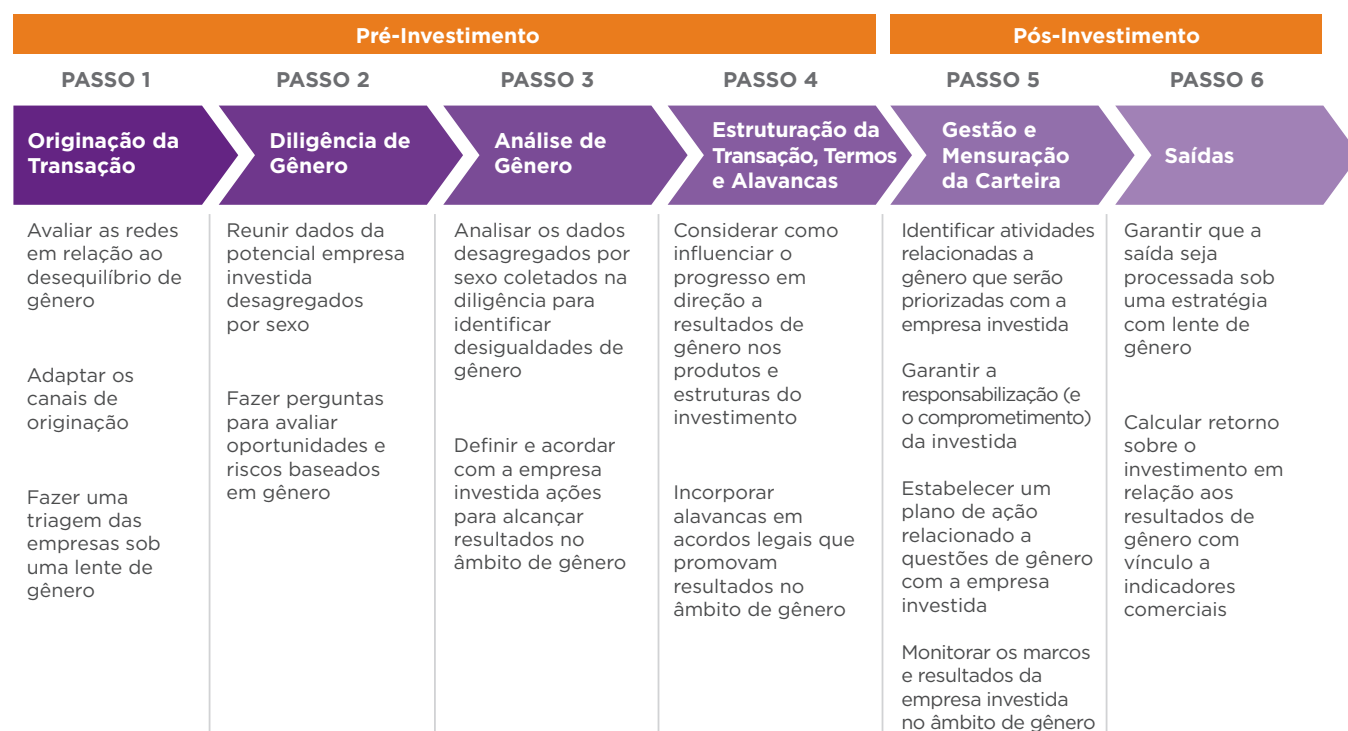 Pré-Investimento
Pós-Investimento
PASSO 1
PASSO 2
PASSO 3
PASSO 4
PASSO 5
PASSO 6
Originação da
Transação
Diligência de
Gênero
Análise de
Gênero
Estruturação da
Transação, Termos
e Alavancas
Gestão e
Mensuração
da Carteira
Saídas
Avaliar as redes
em relação ao
desequilíbrio de
gênero
Adaptar os
canais de
originação
Fazer uma
triagem das
empresas sob
uma lente de
gênero
Reunir dados da
potencial empresa
investida
desagregados
por sexo
Fazer perguntas
para avaliar
oportunidades e
riscos baseados
em gênero
Analisar os dados
desagregados por
sexo coletados na
diligência para
identificar
desigualdades de
gênero
Definir e acordar
com a empresa
investida ações
para alcançar
resultados no
âmbito de gênero
Considerar como
influenciar o
progresso em
direção a
resultados de
gênero nos
produtos e
estruturas do
investimento
Incorporar
alavancas em
acordos legais que
promovam
resultados no
âmbito de gênero
Identificar atividades
relacionadas a
gênero que serão
priorizadas com a
empresa investida
Garantir a
responsabilização (e
o comprometimento)
da investida
Estabelecer um
plano de ação
relacionado a
questões de gênero
com a empresa
investida
Monitorar os marcos
e resultados da
empresa investida
no âmbito de gênero
Garantir que a
saída seja
processada sob
uma estratégia
com lente de
gênero
Calcular retorno
sobre o
investimento em
relação aos
resultados de
gênero com
vínculo a
indicadores
comerciais